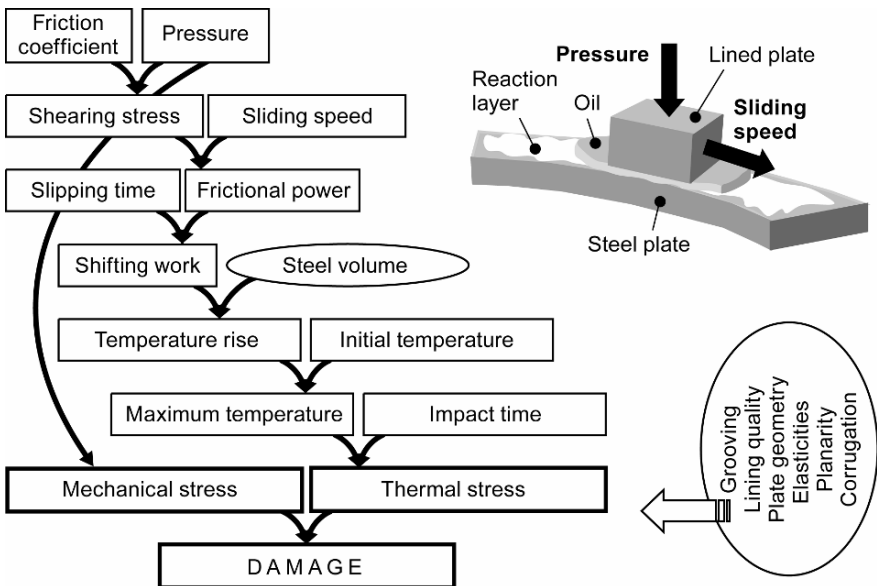 Friction
coefficient
Pressure
Shearing stress
Sliding speed
Slipping time
Frictional power
Shifting work
Steel volume
Temperature rise
Initial temperature
Maximum temperature
Impact time
Mechanical stress
Thermal stress
DAMAGE
Pressure
Lined plate
Reaction
layer
Oil
Sliding
speed
Steel plate
Grooving
Lining quality
Plate geometry
Elasticities
Planarity
Corrugation